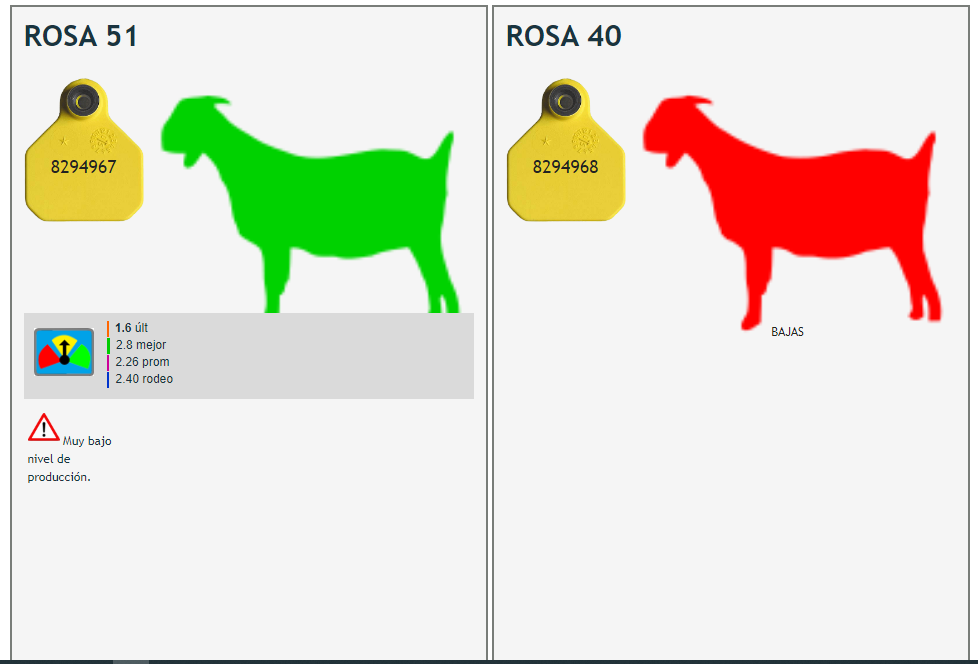 ROSA 51
8294967
1.6 últ
2.8 mejor
2.26 prom
2.40 rodeo
! Muy bajo
nivel de
producción.
ROSA 40
8294968
BAJAS